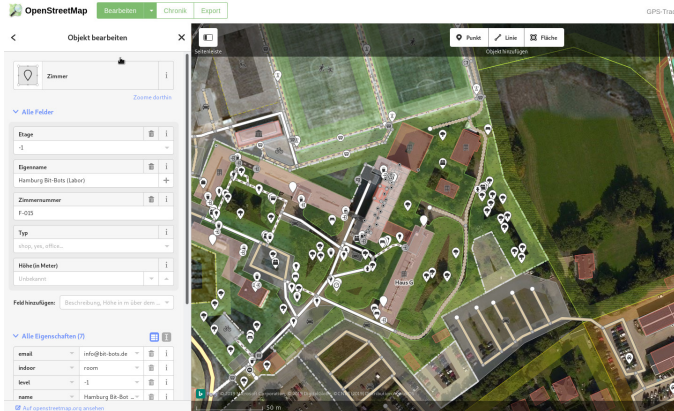 OpenStreetMap
Bearbeiten
Chronik
Export
GPS-Trac
Objekt bearbeiten
Seitenleiste
Punkt
Linie
Fläche
Objekt hinzufügen
Zimmer
Zoome dorthin
Alle Felder
Etage
-1
Eigenname
Hamburg Bit-Bots (Labor)
Zimmernummer
F-035
Typ
shop, yes, office...
Höhe (in Meter)
Unbekannt
Feld hinzufügen: Beschreibung, Höhe in m über dem ...
Alle Eigenschaften (7)
email info@bit-bots.de
indoor room
level -1
name Hamburg Bit-Bot ...
Auf openstreetmap.org ansehen
Haus G
50 m